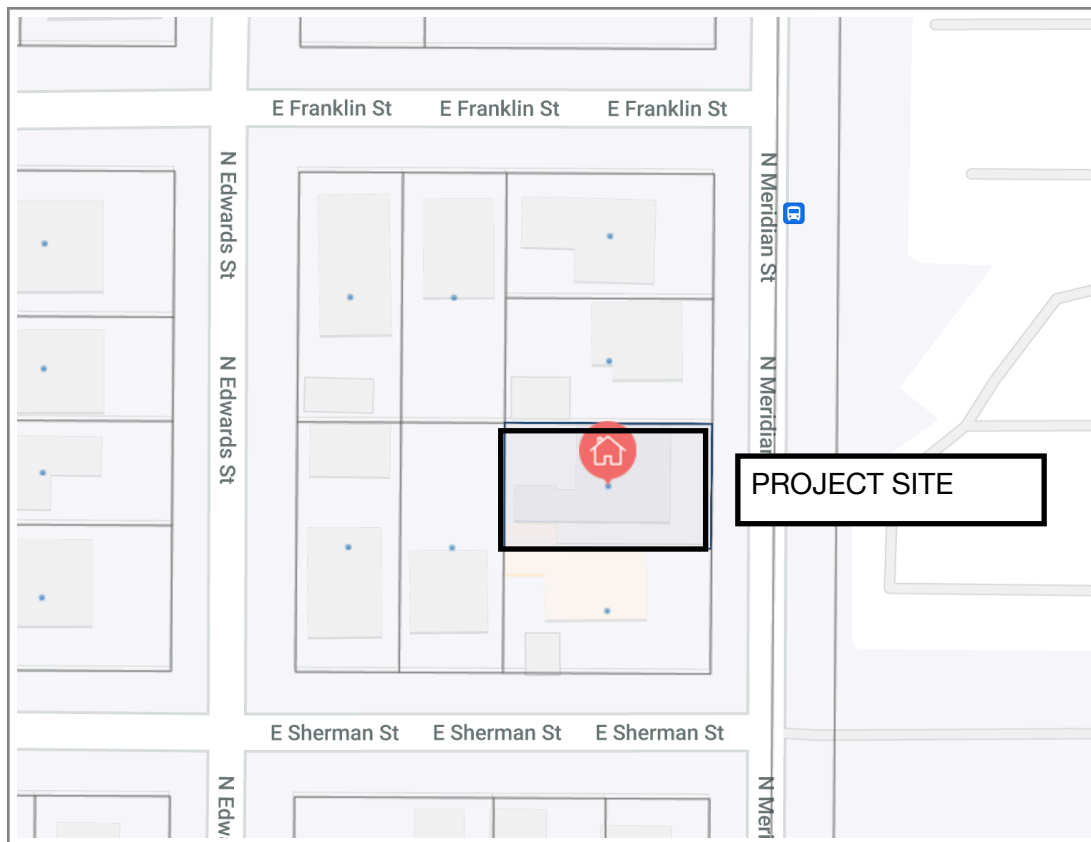 E Franklin St E Franklin St E Franklin St
N Edwards St
N Meridian St
N Edwards St
N Meridian
PROJECT SITE
E Sherman St E Sherman St E Sherman St
N Edw
N Meri